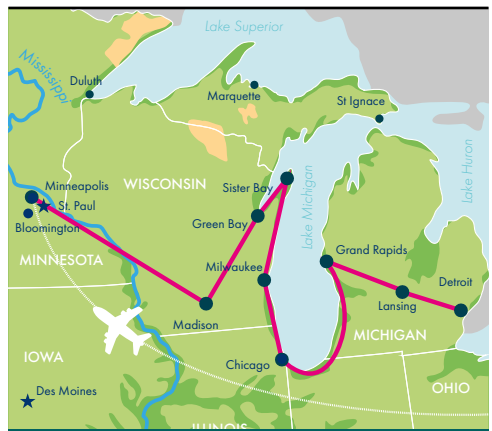 Lake Superior
Mississippi
Duluth
Marquette
St Ignace
Lake Huron
Minneapolis
WISCONSIN
Sister Bay
St. Paul
Lake Michigan
Bloomington
Green Bay
MINNESOTA
Grand Rapids
Milwaukee
Detroit
Lansing
Madison
MICHIGAN
IOWA
Chicago
OHIO
Des Moines
ILLINOIS